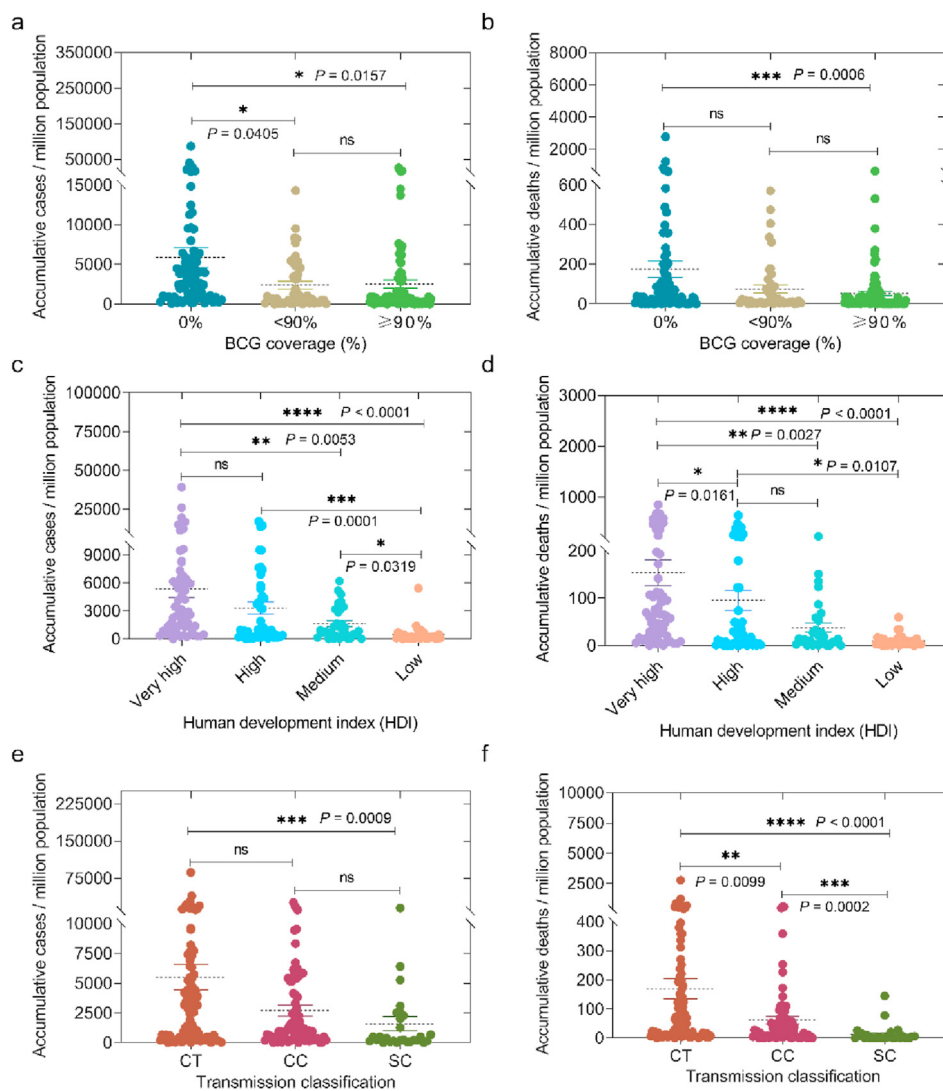 a
350000
250000
150000
50000
15000
10000
5000
0
Accumulative cases / million population
* P = 0.0157
*
P = 0.0405
ns
0% <90% ⩾90%
BCG coverage (%)
b
8000
6000
4000
2000
600
400
200
0
Accumulative deaths / million population
*** P = 0.0006
ns
ns
0% <90% ⩾90%
BCG coverage (%)
c
100000
75000
50000
25000
9000
6000
3000
0
Accumulative cases / million population
**** P < 0.0001
** P = 0.0053
ns
***
P = 0.0001
*
P = 0.0319
Very high High Medium Low
Human development index (HDI)
d
3000
2000
1000
200
100
0
Accumulative deaths / million population
****
P < 0.0001
** P = 0.0027
*
P = 0.0161
* P = 0.0107
ns
Very high High Medium Low
Human development index (HDI)
e
225000
150000
75000
10000
7500
5000
2500
0
Accumulative cases / million population
*** P = 0.0009
ns
ns
CT CC SC
Transmission classification
f
10000
7500
5000
2500
400
300
200
100
0
Accumulative deaths / million population
**** P < 0.0001
**
P = 0.0099
***
P = 0.0002
CT CC SC
Transmission classification